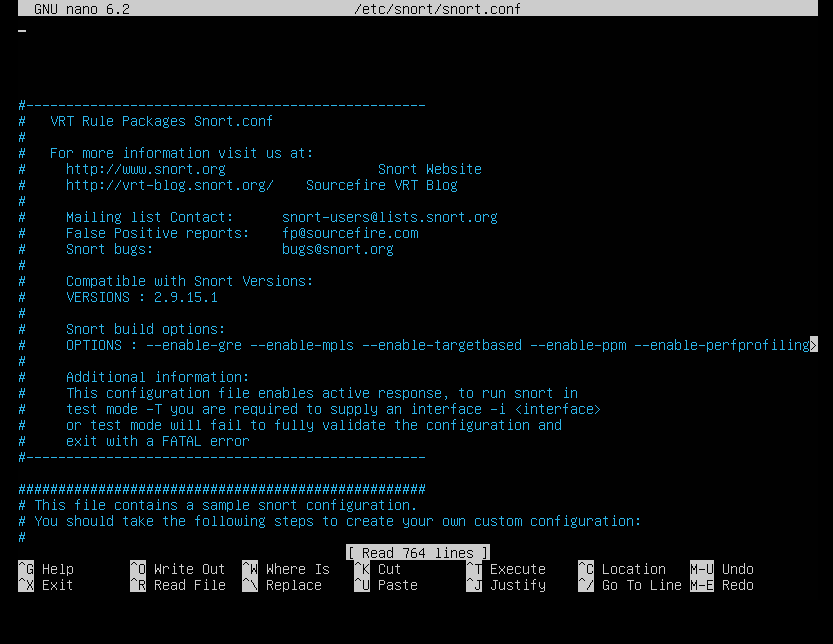 GNU nano 6.2 /etc/snort/snort.conf
#--------------------------------------------------
# VRT Rule Packages Snort.conf
#
# For more information visit us at:
# http://www.snort.org Snort Website
# http://vrt-blog.snort.org/ Sourcefire VRT Blog
#
# Mailing list Contact: snort-users@lists.snort.org
# False Positive reports: fp@sourcefire.com
# Snort bugs: bugs@snort.org
#
# Compatible with Snort Versions:
# VERSIONS : 2.9.15.1
#
# Snort build options:
# OPTIONS : --enable-gre --enable-mpls --enable-targetbased --enable-ppm --enable-perfprofiling>
#
# Additional information:
# This configuration file enables active response, to run snort in
# test mode -T you are required to supply an interface -i <interface>
# or test mode will fail to fully validate the configuration and
# exit with a FATAL error
#--------------------------------------------------
###################################################
# This file contains a sample snort configuration.
# You should take the following steps to create your own custom configuration:
#
[ Read 764 lines ]
^G Help ^O Write Out ^W Where Is ^K Cut ^T Execute ^C Location M-U Undo
^X Exit ^R Read File ^\ Replace ^U Paste ^J Justify ^/ Go To Line M-E Redo